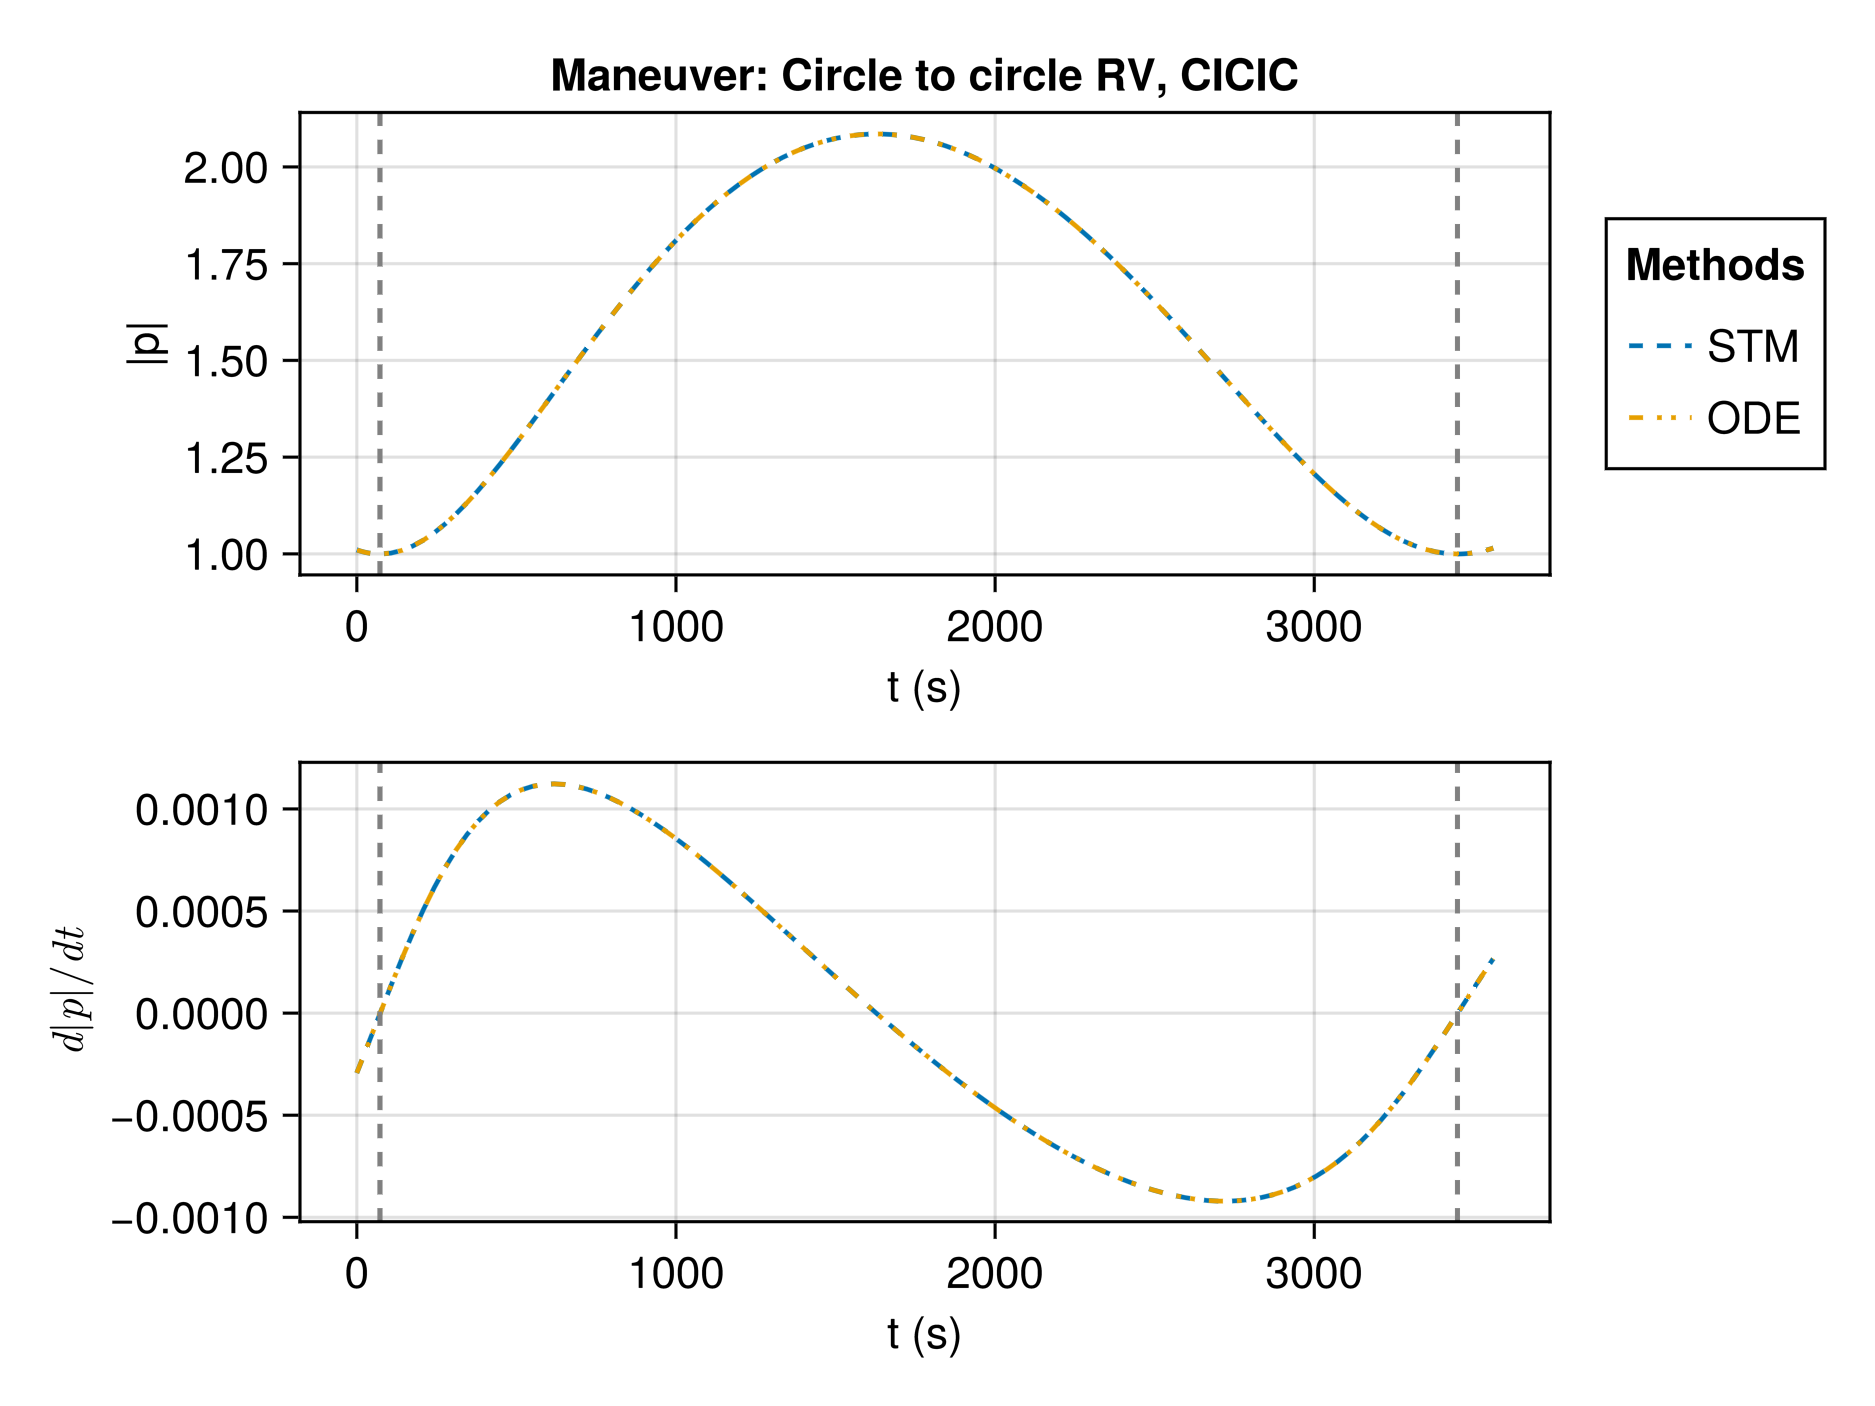 Maneuver: Circle to circle RV, CICIC
|p|
2.00
1.75
1.50
1.25
1.00
0 1000 2000 3000
t (s)
Methods
STM
ODE
d|p|/dt
0.0010
0.0005
0.0000
−0.0005
−0.0010
0 1000 2000 3000
t (s)